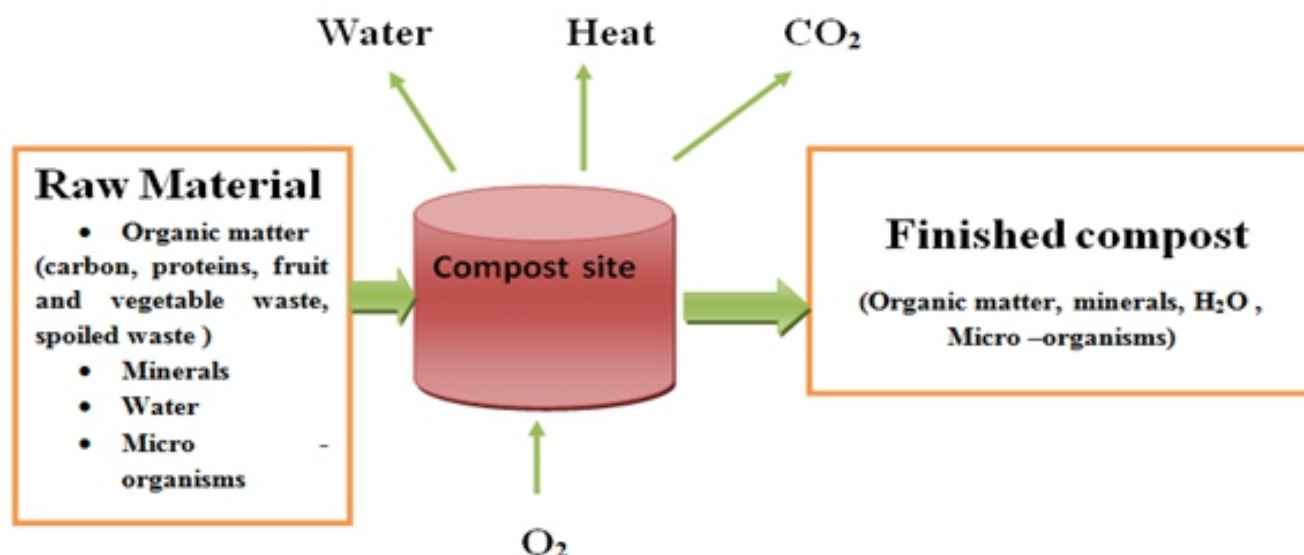 Water
Heat
CO₂
Raw Material
• Organic matter
(carbon, proteins, fruit
and vegetable waste,
spoiled waste )
• Minerals
• Water
• Micro -
organisms
Compost site
Finished compost
(Organic matter, minerals, H₂O ,
Micro –organisms)
O₂